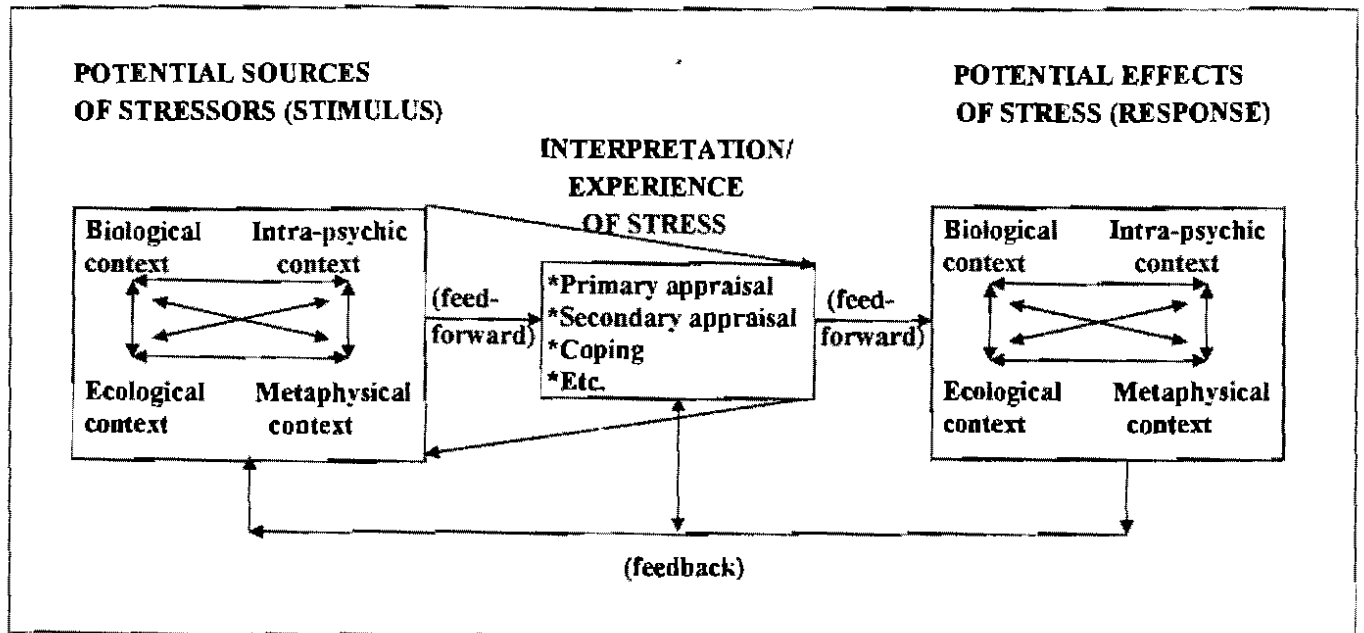 POTENTIAL SOURCES
OF STRESSORS (STIMULUS)
POTENTIAL EFFECTS
OF STRESS (RESPONSE)
INTERPRETATION/
EXPERIENCE
OF STRESS
Biological
context
Intra-psychic
context
Ecological
context
Metaphysical
context
(feed-
forward)
*Primary appraisal
*Secondary appraisal
*Coping
*Etc.
(feed-
forward)
Biological
context
Intra-psychic
context
Ecological
context
Metaphysical
context
(feedback)